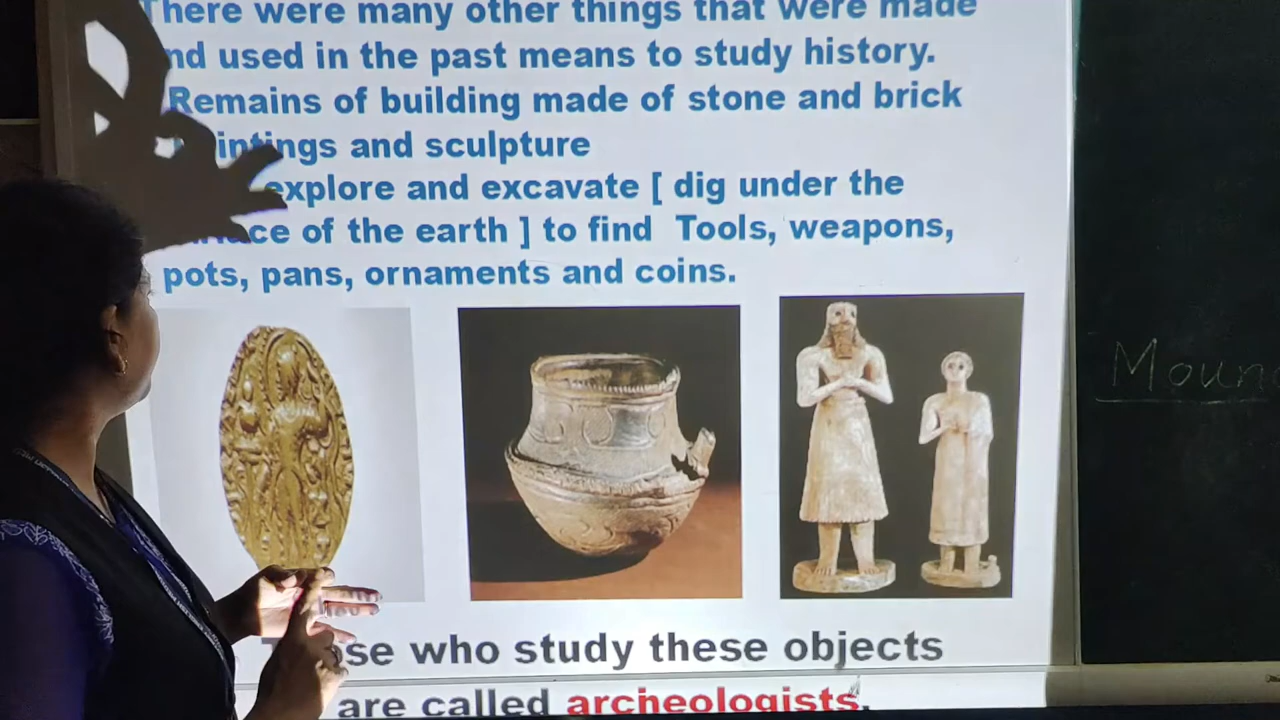 There were many other things that were made
nd used in the past means to study history.
Remains of building made of stone and brick
intings and sculpture
explore and excavate [ dig under the
ce of the earth ] to find Tools, weapons,
pots, pans, ornaments and coins.
Those who study these objects
are called archeologists.
Moun